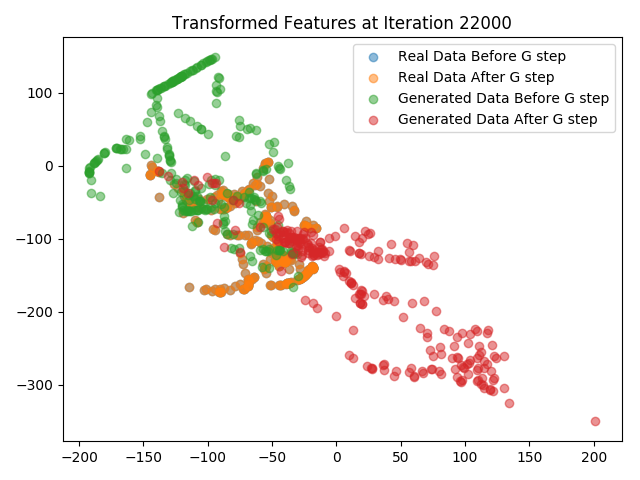 Transformed Features at Iteration 22000
Real Data Before G step
Real Data After G step
Generated Data Before G step
Generated Data After G step
100
0
−100
−200
−300
−200 −150 −100 −50 0 50 100 150 200